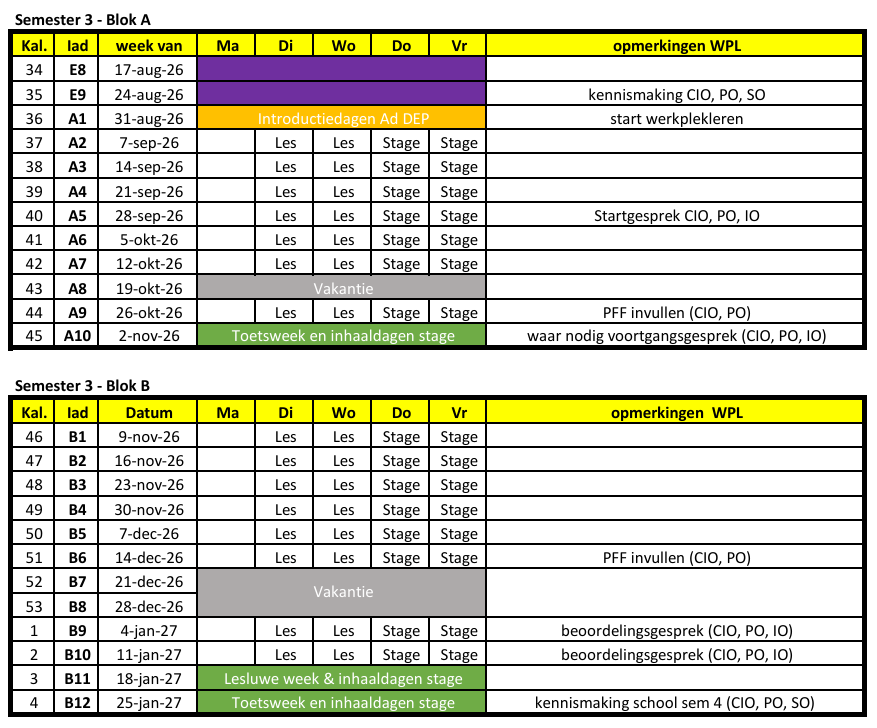 Semester 3 - Blok A
Kal. Iad week van Ma Di Wo Do Vr opmerkingen WPL
34 E8 17-aug-26
35 E9 24-aug-26 kennismaking CIO, PO, SO
36 A1 31-aug-26 Introductiedagen Ad DEP start werkplekleren
37 A2 7-sep-26 Les Les Stage Stage
38 A3 14-sep-26 Les Les Stage Stage
39 A4 21-sep-26 Les Les Stage Stage
40 A5 28-sep-26 Les Les Stage Stage Startgesprek CIO, PO, IO
41 A6 5-okt-26 Les Les Stage Stage
42 A7 12-okt-26 Les Les Stage Stage
43 A8 19-okt-26 Vakantie
44 A9 26-okt-26 Les Les Stage Stage PFF invullen (CIO, PO)
45 A10 2-nov-26 Toetsweek en inhaaldagen stage waar nodig voortgangsgesprek (CIO, PO, IO)
Semester 3 - Blok B
Kal. Iad Datum Ma Di Wo Do Vr opmerkingen WPL
46 B1 9-nov-26 Les Les Stage Stage
47 B2 16-nov-26 Les Les Stage Stage
48 B3 23-nov-26 Les Les Stage Stage
49 B4 30-nov-26 Les Les Stage Stage
50 B5 7-dec-26 Les Les Stage Stage
51 B6 14-dec-26 Les Les Stage Stage PFF invullen (CIO, PO)
52 B7 21-dec-26 Vakantie
53 B8 28-dec-26
1 B9 4-jan-27 Les Les Stage Stage beoordelingsgesprek (CIO, PO, IO)
2 B10 11-jan-27 Les Les Stage Stage beoordelingsgesprek (CIO, PO, IO)
3 B11 18-jan-27 Lesluwe week & inhaaldagen stage
4 B12 25-jan-27 Toetsweek en inhaaldagen stage kennismaking school sem 4 (CIO, PO, SO)